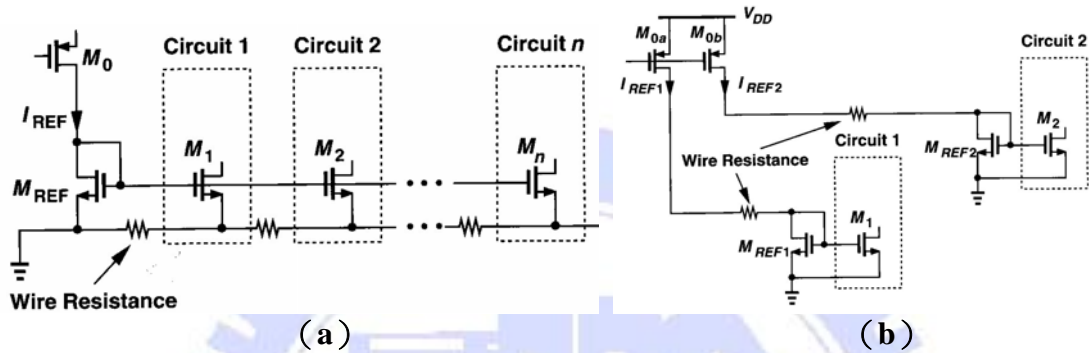 Circuit 1
Circuit 2
Circuit n
M0
IREF
M1
M2
Mn
MREF
Wire Resistance
(a)
VDD
M0a
M0b
Circuit 2
IREF1
IREF2
M2
Circuit 1
Wire Resistance
MREF2
M1
MREF1
(b)